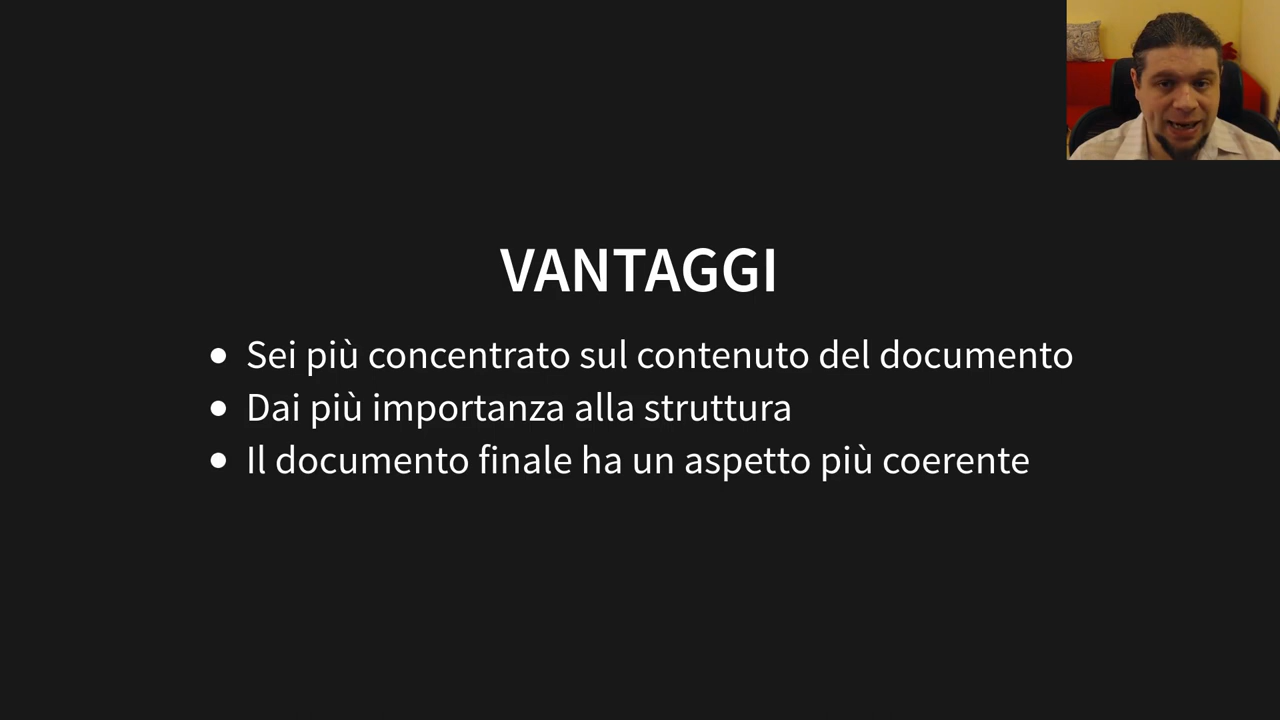 VANTAGGI
Sei più concentrato sul contenuto del documento
Dai più importanza alla struttura
Il documento finale ha un aspetto più coerente